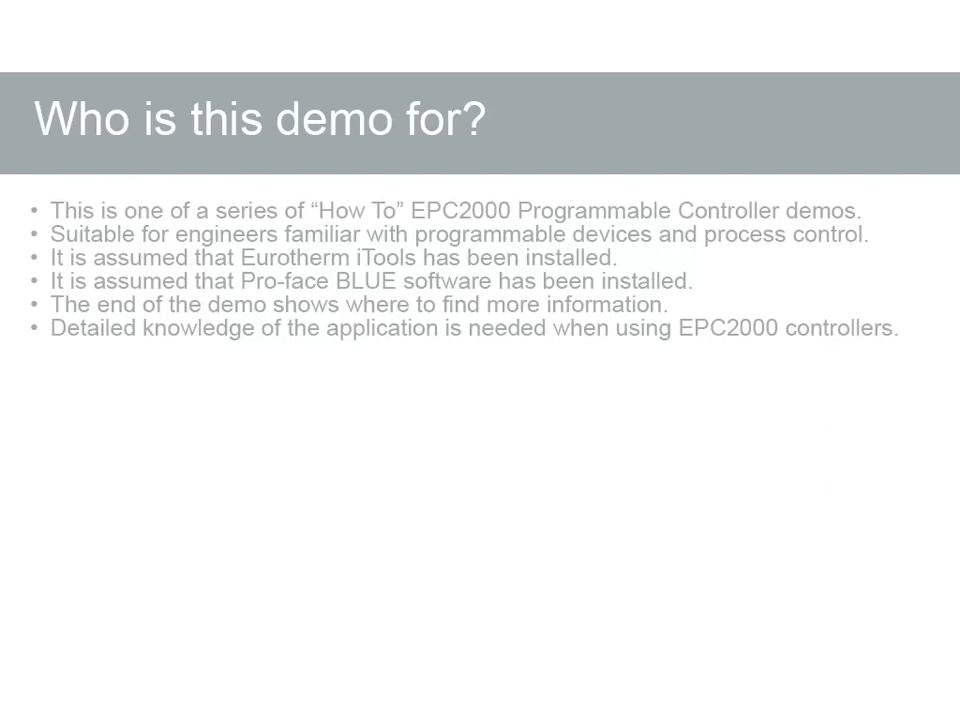 Who is this demo for?
• This is one of a series of “How To” EPC2000 Programmable Controller demos.
• Suitable for engineers familiar with programmable devices and process control.
• It is assumed that Eurotherm iTools has been installed.
• It is assumed that Pro-face BLUE software has been installed.
• The end of the demo shows where to find more information.
• Detailed knowledge of the application is needed when using EPC2000 controllers.